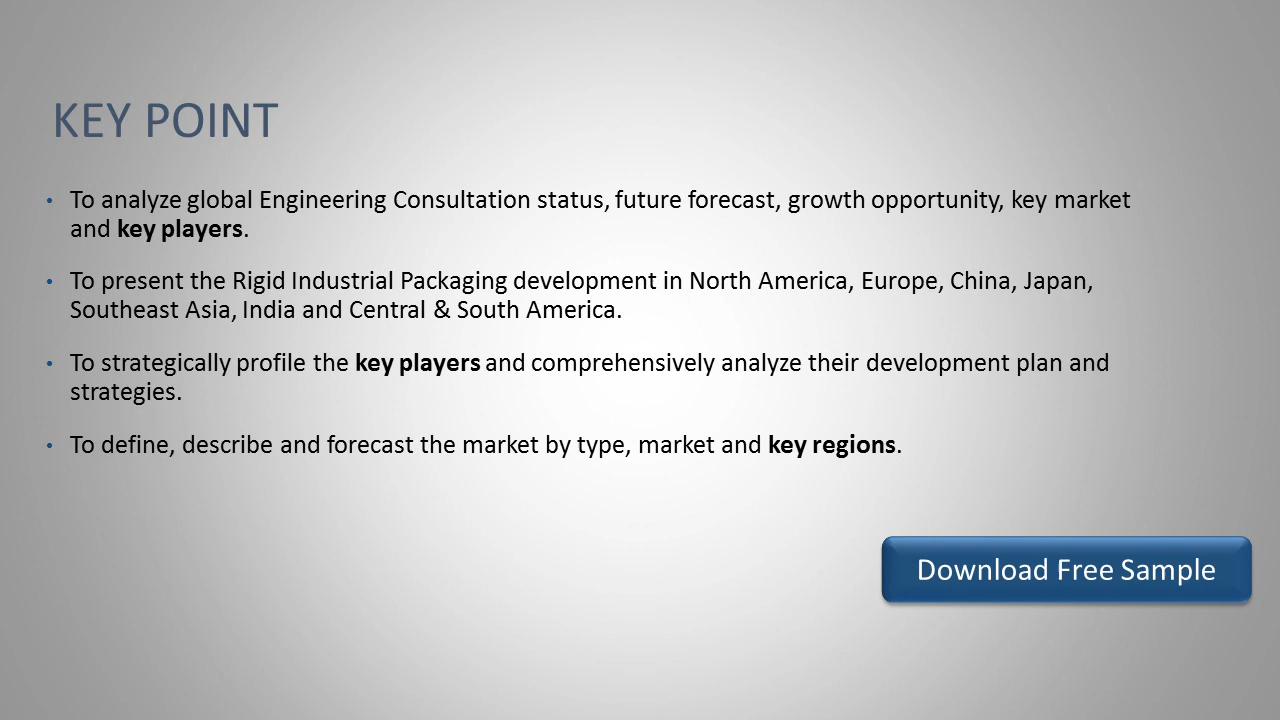 KEY POINT
• To analyze global Engineering Consultation status, future forecast, growth opportunity, key market
and key players.
• To present the Rigid Industrial Packaging development in North America, Europe, China, Japan,
Southeast Asia, India and Central & South America.
• To strategically profile the key players and comprehensively analyze their development plan and
strategies.
• To define, describe and forecast the market by type, market and key regions.
Download Free Sample